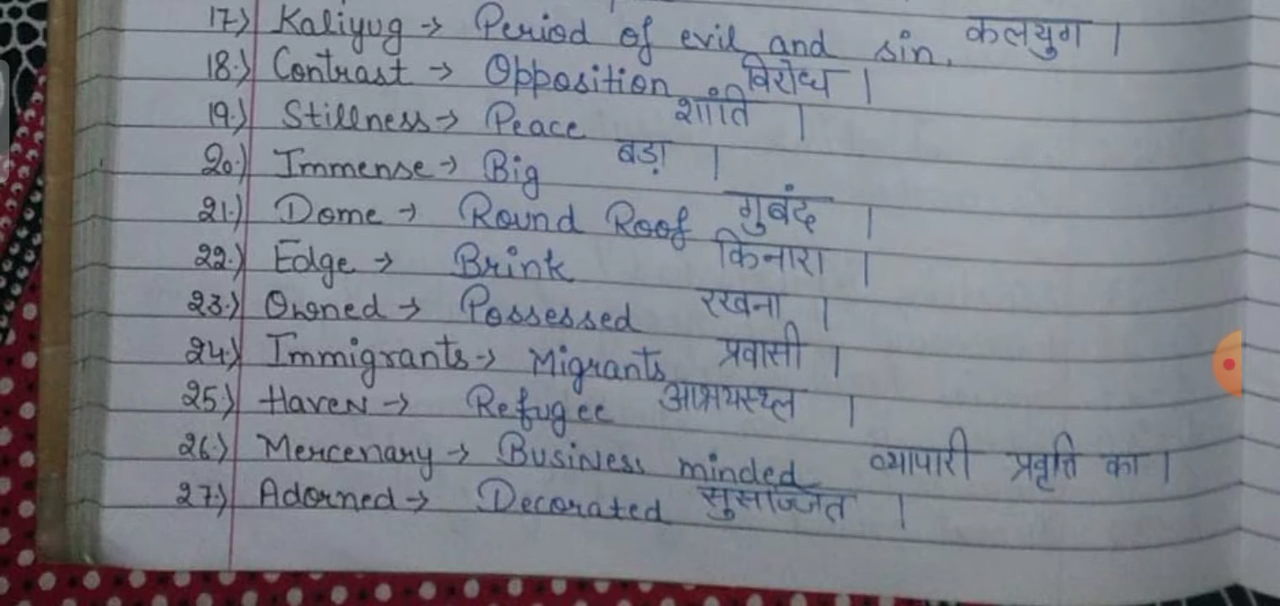 17) Kaliyug → Period of evil and sin. कलयुग ।
18.) Contrast → Opposition विरोध ।
19.) Stillness → Peace शांति ।
20.) Immense → Big बड़ा ।
21.) Dome → Round Roof गुबंद ।
22.) Edge → Brink किनारा ।
23.) Owned → Possessed रखना ।
24.) Immigrants → Migrants प्रवासी ।
25.) Haven → Refugee आश्रयस्थल ।
26.) Mercenary → Business minded व्यापारी प्रवृत्ति का ।
27.) Adorned → Decorated सुसज्जित ।